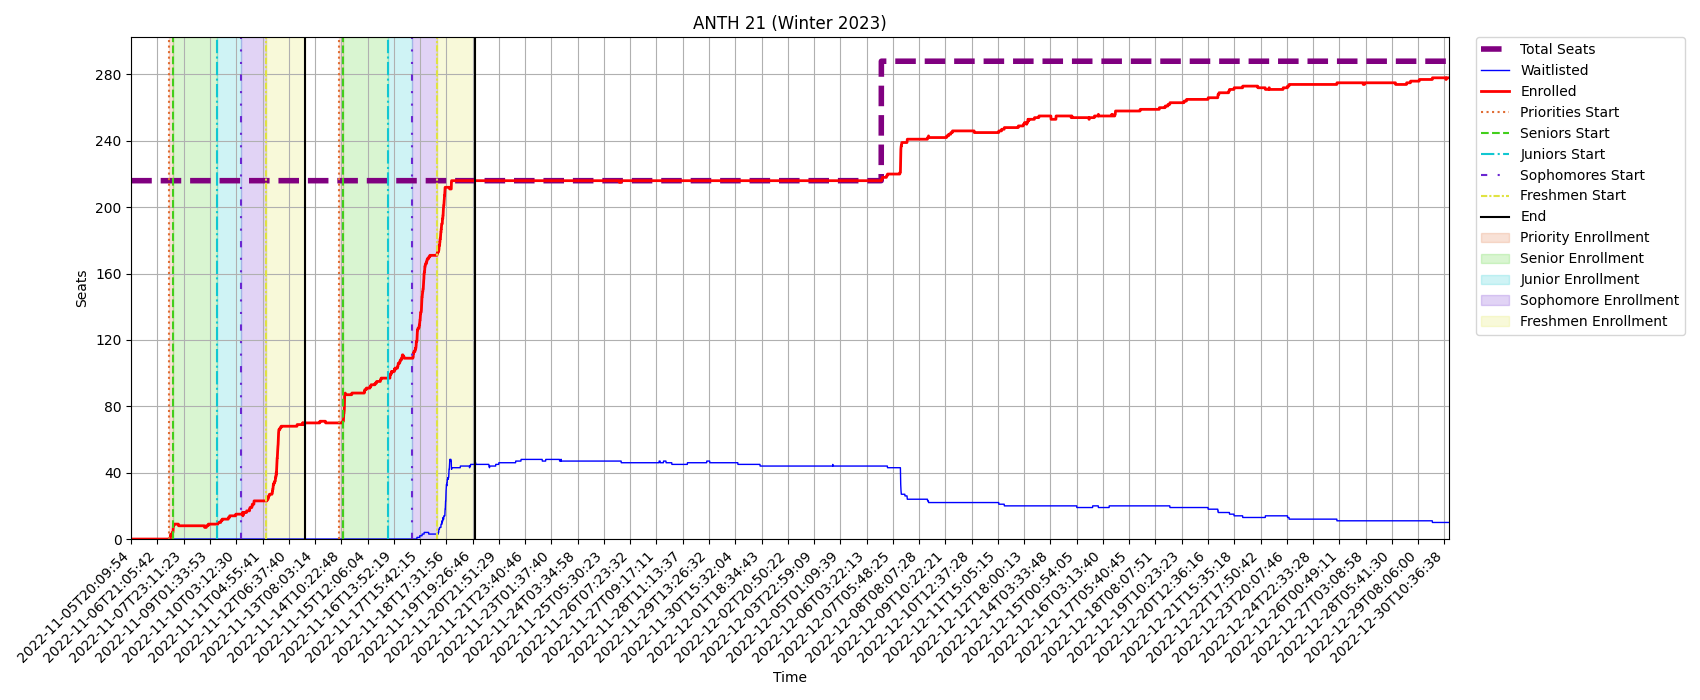 ANTH 21 (Winter 2023)
Seats
280
240
200
160
120
80
40
0
2022-11-05T20:09:54
2022-11-06T21:05:42
2022-11-07T23:11:23
2022-11-09T01:33:53
2022-11-10T03:12:30
2022-11-11T04:55:41
2022-11-12T06:37:40
2022-11-13T08:03:14
2022-11-14T10:22:48
2022-11-15T12:06:04
2022-11-16T13:52:19
2022-11-17T15:42:15
2022-11-18T17:31:56
2022-11-19T19:26:46
2022-11-20T21:51:29
2022-11-21T23:40:46
2022-11-23T01:37:40
2022-11-24T03:34:58
2022-11-25T05:30:23
2022-11-26T07:23:32
2022-11-27T09:17:11
2022-11-28T11:13:37
2022-11-29T13:26:32
2022-11-30T15:32:04
2022-12-01T18:34:43
2022-12-02T20:50:22
2022-12-03T22:59:09
2022-12-05T01:09:39
2022-12-06T03:22:13
2022-12-07T05:48:25
2022-12-08T08:07:28
2022-12-09T10:22:21
2022-12-10T12:37:28
2022-12-11T15:05:15
2022-12-12T18:00:13
2022-12-14T03:33:48
2022-12-15T00:54:05
2022-12-16T03:13:40
2022-12-17T05:40:45
2022-12-18T08:07:51
2022-12-19T10:23:23
2022-12-20T12:36:16
2022-12-21T15:35:18
2022-12-22T17:50:42
2022-12-23T20:07:46
2022-12-24T22:33:28
2022-12-26T00:49:11
2022-12-27T03:08:58
2022-12-28T05:41:30
2022-12-29T08:06:00
2022-12-30T10:36:38
Time
Total Seats
Waitlisted
Enrolled
Priorities Start
Seniors Start
Juniors Start
Sophomores Start
Freshmen Start
End
Priority Enrollment
Senior Enrollment
Junior Enrollment
Sophomore Enrollment
Freshmen Enrollment